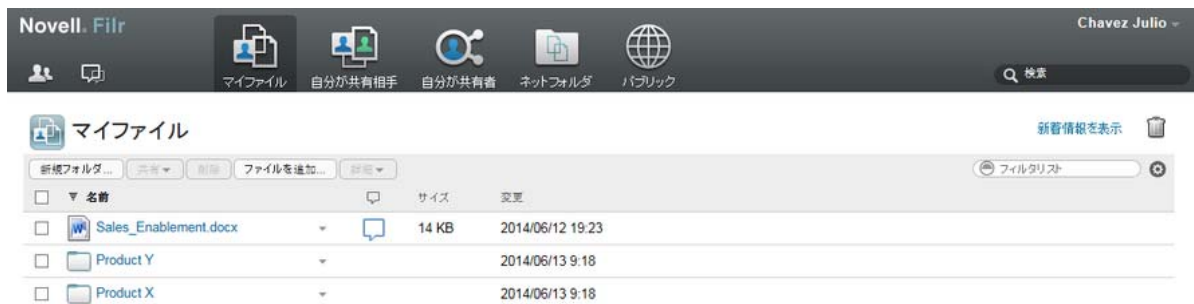 Novell. Filr
Chavez Julio
マイファイル 自分が共有相手 自分が共有者 ネットフォルダ パブリック
検索
マイファイル
新着情報を表示
新規フォルダ... 共有 削除 ファイルを追加... 詳細
フィルタリスト
名前 サイズ 変更
Sales_Enablement.docx 14 KB 2014/06/12 19:23
Product Y 2014/06/13 9:18
Product X 2014/06/13 9:18